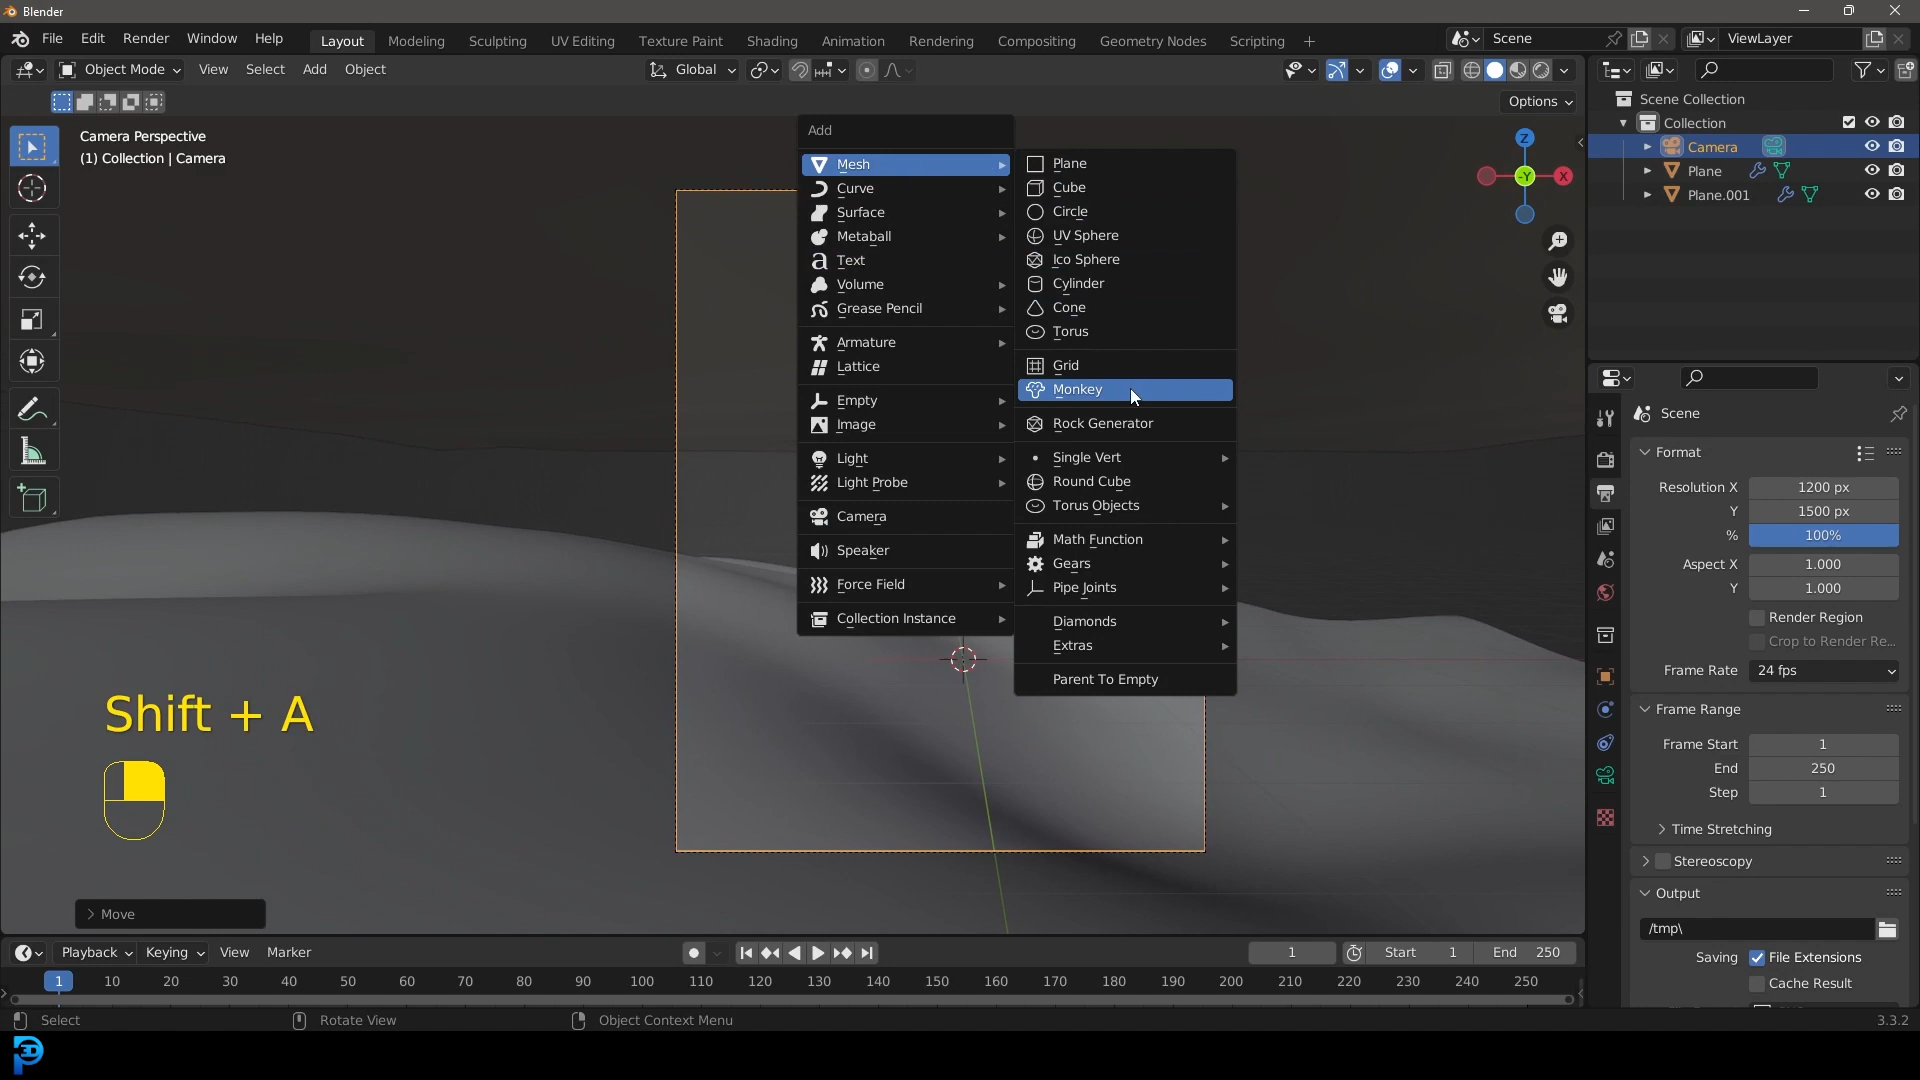 Blender
File Edit Render Window Help
Layout Modeling Sculpting UV Editing Texture Paint Shading Animation Rendering Compositing Geometry Nodes Scripting +
Scene
ViewLayer
Object Mode View Select Add Object
Global
Options
Camera Perspective
(1) Collection | Camera
Z
X
-Y
Scene Collection
Collection
Camera
Plane
Plane.001
Add
Mesh
Curve
Surface
Metaball
Text
Volume
Grease Pencil
Armature
Lattice
Empty
Image
Light
Light Probe
Camera
Speaker
Force Field
Collection Instance
Plane
Cube
Circle
UV Sphere
Ico Sphere
Cylinder
Cone
Torus
Grid
Monkey
Rock Generator
Single Vert
Round Cube
Torus Objects
Math Function
Gears
Pipe Joints
Diamonds
Extras
Parent To Empty
Shift + A
Move
Scene
Format
Resolution X 1200 px
Y 1500 px
% 100%
Aspect X 1.000
Y 1.000
Render Region
Crop to Render Re...
Frame Rate 24 fps
Frame Range
Frame Start 1
End 250
Step 1
Time Stretching
Stereoscopy
Output
/tmp\
Saving File Extensions
Cache Result
Playback Keying View Marker
1 Start 1 End 250
1 10 20 30 40 50 60 70 80 90 100 110 120 130 140 150 160 170 180 190 200 210 220 230 240 250
Select Rotate View Object Context Menu 3.3.2